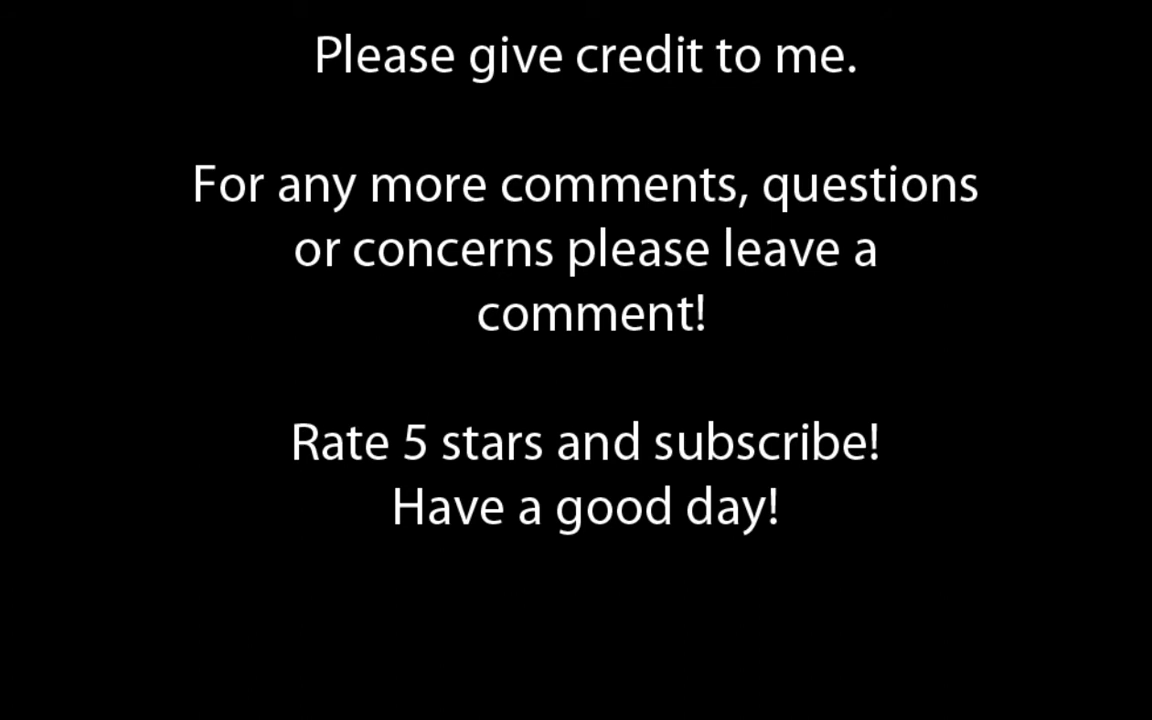 Please give credit to me.
For any more comments, questions
or concerns please leave a
comment!
Rate 5 stars and subscribe!
Have a good day!